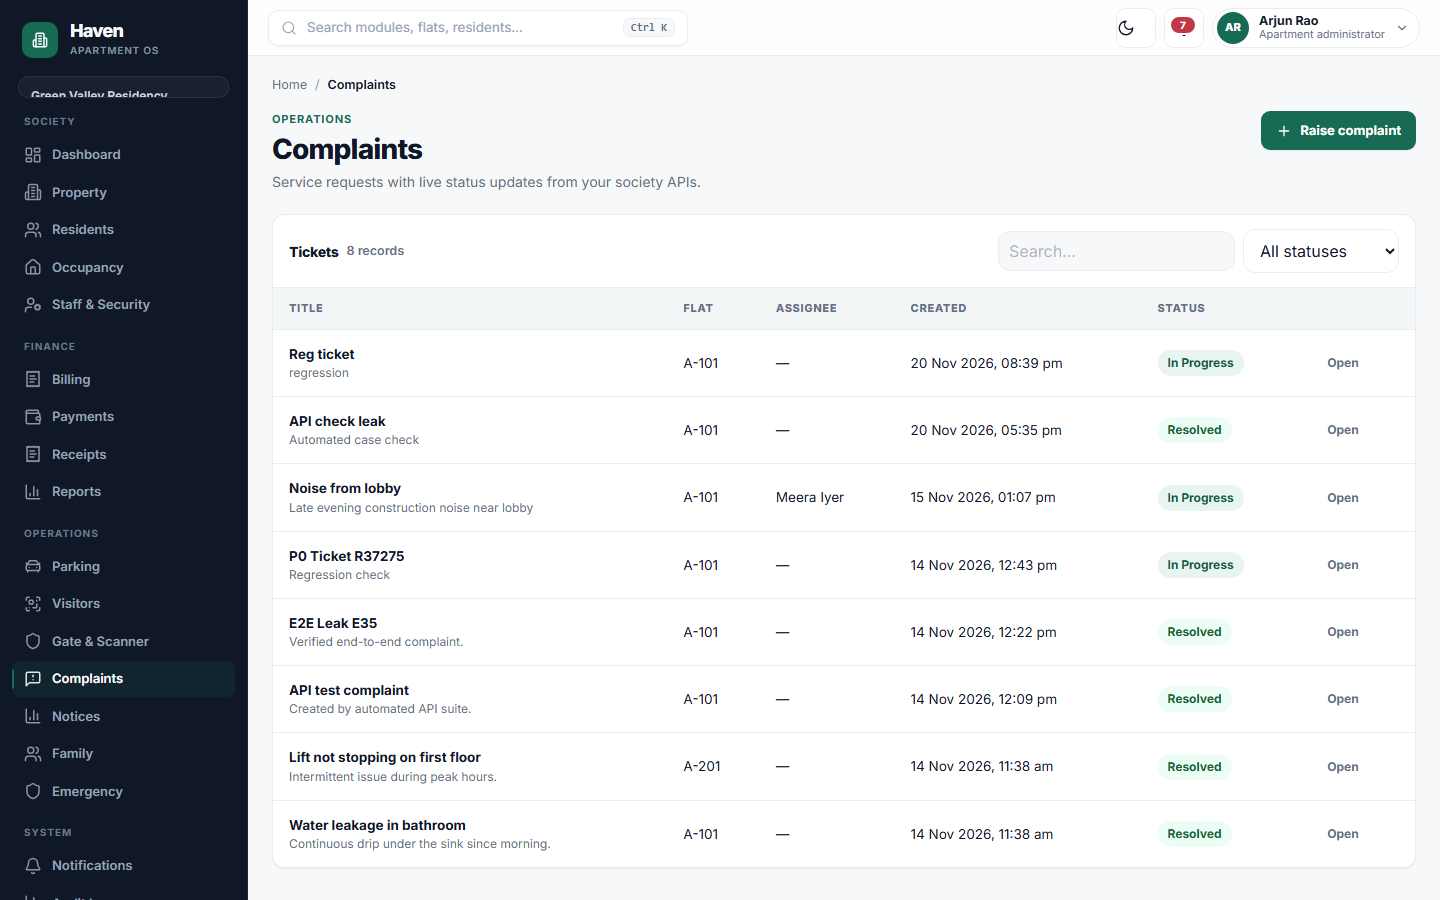 Haven
APARTMENT OS
Green Valley Residency
SOCIETY
Dashboard
Property
Residents
Occupancy
Staff & Security
FINANCE
Billing
Payments
Receipts
Reports
OPERATIONS
Parking
Visitors
Gate & Scanner
Complaints
Notices
Family
Emergency
SYSTEM
Notifications
Search modules, flats, residents...
Ctrl K
7
AR
Arjun Rao
Apartment administrator
Home / Complaints
OPERATIONS
Complaints
Service requests with live status updates from your society APIs.
+ Raise complaint
Tickets 8 records
Search...
All statuses
TITLE FLAT ASSIGNEE CREATED STATUS
Reg ticket
regression
A-101 — 20 Nov 2026, 08:39 pm In Progress Open
API check leak
Automated case check
A-101 — 20 Nov 2026, 05:35 pm Resolved Open
Noise from lobby
Late evening construction noise near lobby
A-101 Meera Iyer 15 Nov 2026, 01:07 pm In Progress Open
P0 Ticket R37275
Regression check
A-101 — 14 Nov 2026, 12:43 pm In Progress Open
E2E Leak E35
Verified end-to-end complaint.
A-101 — 14 Nov 2026, 12:22 pm Resolved Open
API test complaint
Created by automated API suite.
A-101 — 14 Nov 2026, 12:09 pm Resolved Open
Lift not stopping on first floor
Intermittent issue during peak hours.
A-201 — 14 Nov 2026, 11:38 am Resolved Open
Water leakage in bathroom
Continuous drip under the sink since morning.
A-101 — 14 Nov 2026, 11:38 am Resolved Open